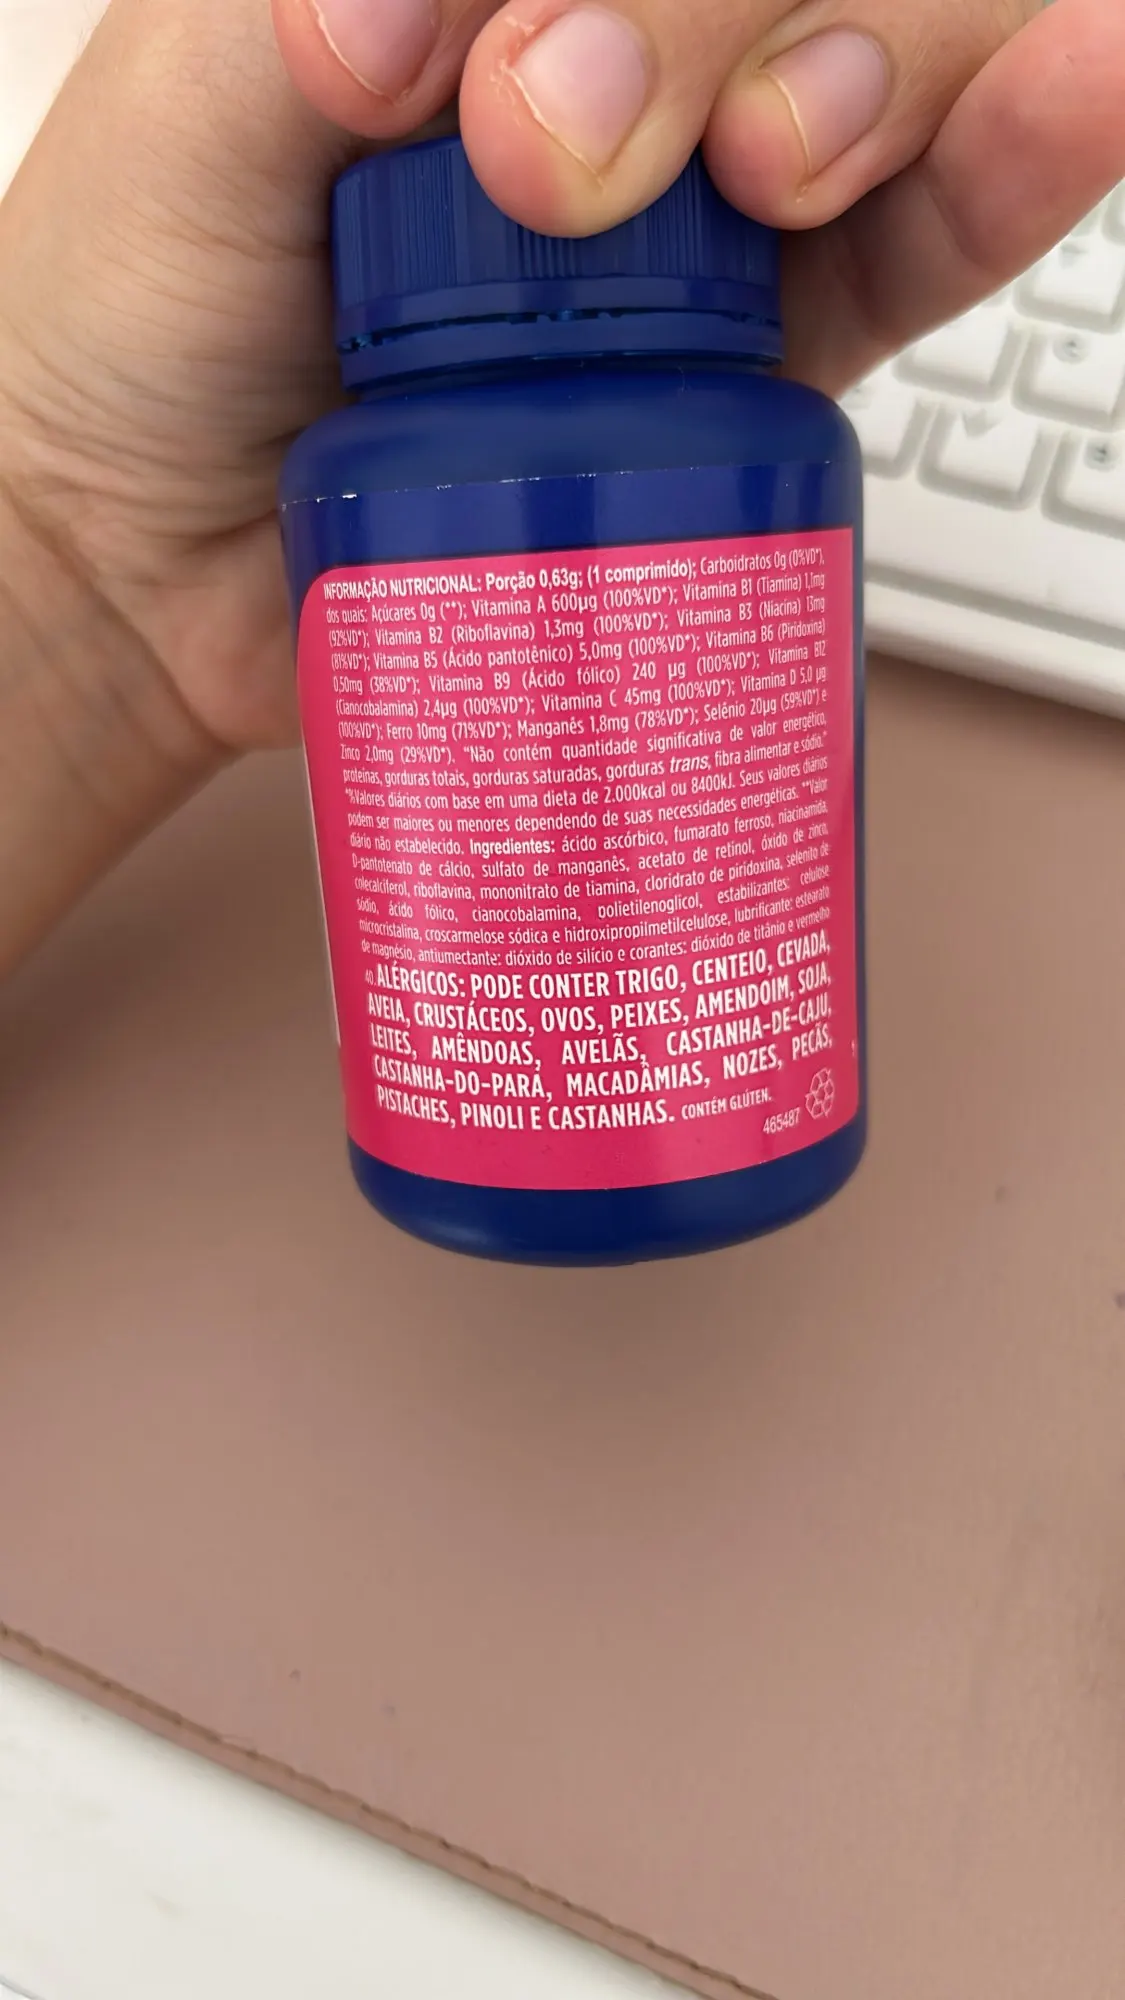 INFORMAÇÃO NUTRICIONAL: Porção 0,63g; (1 comprimido); Carboidratos 0g (0%VD*),
dos quais: Açúcares 0g (**); Vitamina A 600µg (100%VD*); Vitamina B1 (Tiamina) 1,1mg
(92%VD*); Vitamina B2 (Riboflavina) 1,3mg (100%VD*); Vitamina B3 (Niacina) 13mg
(81%VD*); Vitamina B5 (Ácido pantotênico) 5,0mg (100%VD*); Vitamina B6 (Piridoxina)
0,50mg (38%VD*); Vitamina B9 (Ácido fólico) 240 µg (100%VD*); Vitamina B12
(Cianocobalamina) 2,4µg (100%VD*); Vitamina C 45mg (100%VD*); Vitamina D 5,0 µg
(100%VD*); Ferro 10mg (71%VD*); Manganês 1,8mg (78%VD*); Selênio 20µg (59%VD*) e
Zinco 2,0mg (29%VD*). "Não contém quantidade significativa de valor energético,
proteínas, gorduras totais, gorduras saturadas, gorduras trans, fibra alimentar e sódio."
*%Valores diários com base em uma dieta de 2.000kcal ou 8400kJ. Seus valores diários
podem ser maiores ou menores dependendo de suas necessidades energéticas. **Valor
diário não estabelecido. Ingredientes: ácido ascórbico, fumarato ferroso, niacinamida,
D-pantotenato de cálcio, sulfato de manganês, acetato de retinol, óxido de zinco,
colecalciferol, riboflavina, mononitrato de tiamina, cloridrato de piridoxina, selenito de
sódio, ácido fólico, cianocobalamina, polietilenoglicol, estabilizantes: celulose
microcristalina, croscarmelose sódica e hidroxipropilmetilcelulose, lubrificante: estearato
de magnésio, antiumectante: dióxido de silício e corantes: dióxido de titânio e vermelho
40. ALÉRGICOS: PODE CONTER TRIGO, CENTEIO, CEVADA,
AVEIA, CRUSTÁCEOS, OVOS, PEIXES, AMENDOIM, SOJA,
LEITES, AMÊNDOAS, AVELÃS, CASTANHA-DE-CAJU,
CASTANHA-DO-PARÁ, MACADÂMIAS, NOZES, PECÃS,
PISTACHES, PINOLI E CASTANHAS. CONTÉM GLÚTEN.
465487